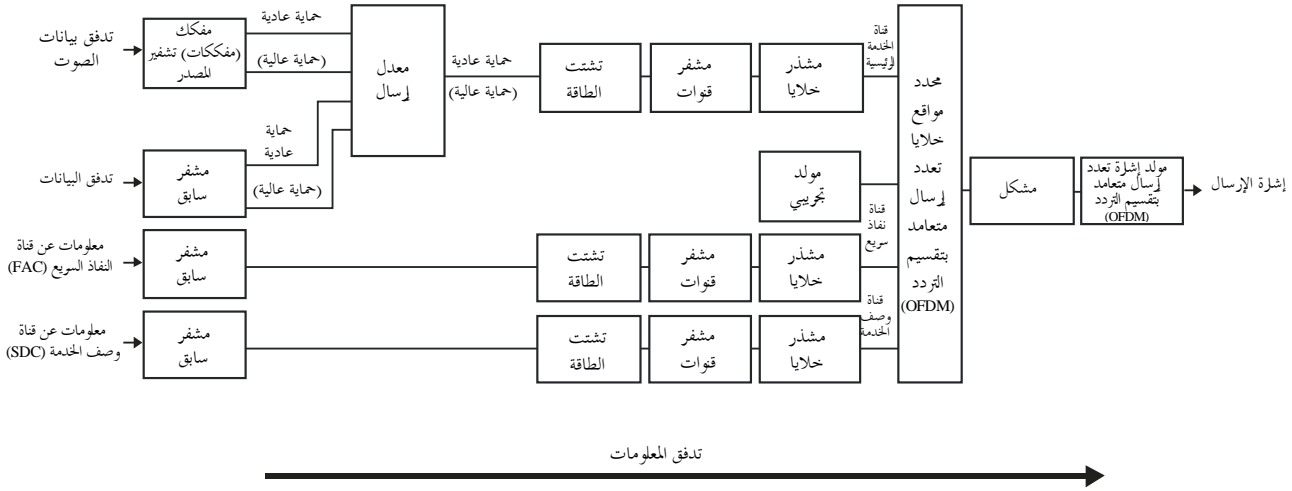 تدفق بيانات
الصوت
مفكك
(مفككات) تشفير
المصدر
حماية عادية
(حماية عالية)
معدل
إرسال
حماية عادية
(حماية عالية)
تشتت
الطاقة
مشفر
قنوات
مشذر
خلايا
قناة
الخدمة
الرئيسية
محدد
مواقع
خلايا
تعدد
إرسال
متعامد
بتقسيم
التردد
(OFDM)
تدفق البيانات
مشفر
سابق
حماية
عادية
(حماية عالية)
مولد
تجريبي
مشكل
مولد إشارة تعدد
إرسال متعامد
بتقسيم التردد
(OFDM)
إشارة الإرسال
معلومات عن قناة
النفاذ السريع (FAC)
مشفر
سابق
تشتت
الطاقة
مشفر
قنوات
مشذر
خلايا
قناة
نفاذ
سريع
معلومات عن قناة
وصف الخدمة (SDC)
مشفر
سابق
تشتت
الطاقة
مشفر
قنوات
مشذر
خلايا
قناة
وصف
الخدمة
تدفق المعلومات